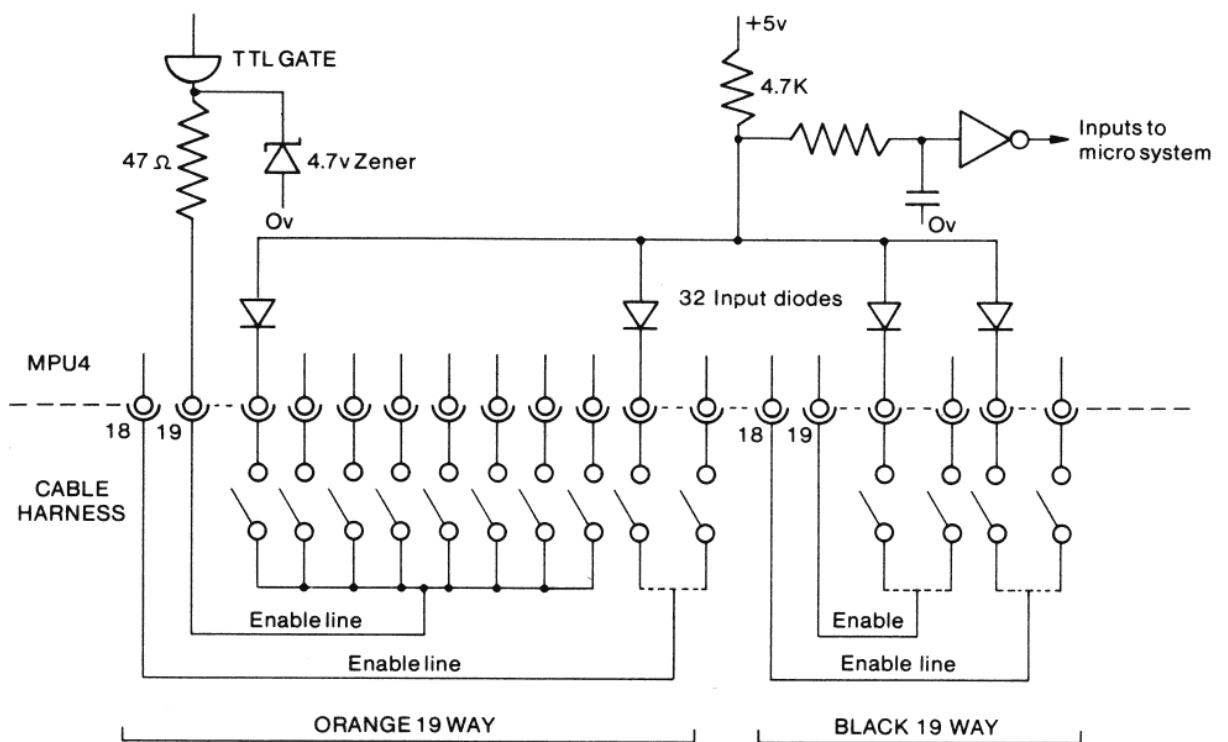 TTL GATE
47 Ω
4.7v Zener
Ov
+5v
4.7K
Inputs to
micro system
Ov
32 Input diodes
MPU4
18
19
18
19
CABLE
HARNESS
Enable line
Enable line
Enable
Enable line
ORANGE 19 WAY
BLACK 19 WAY